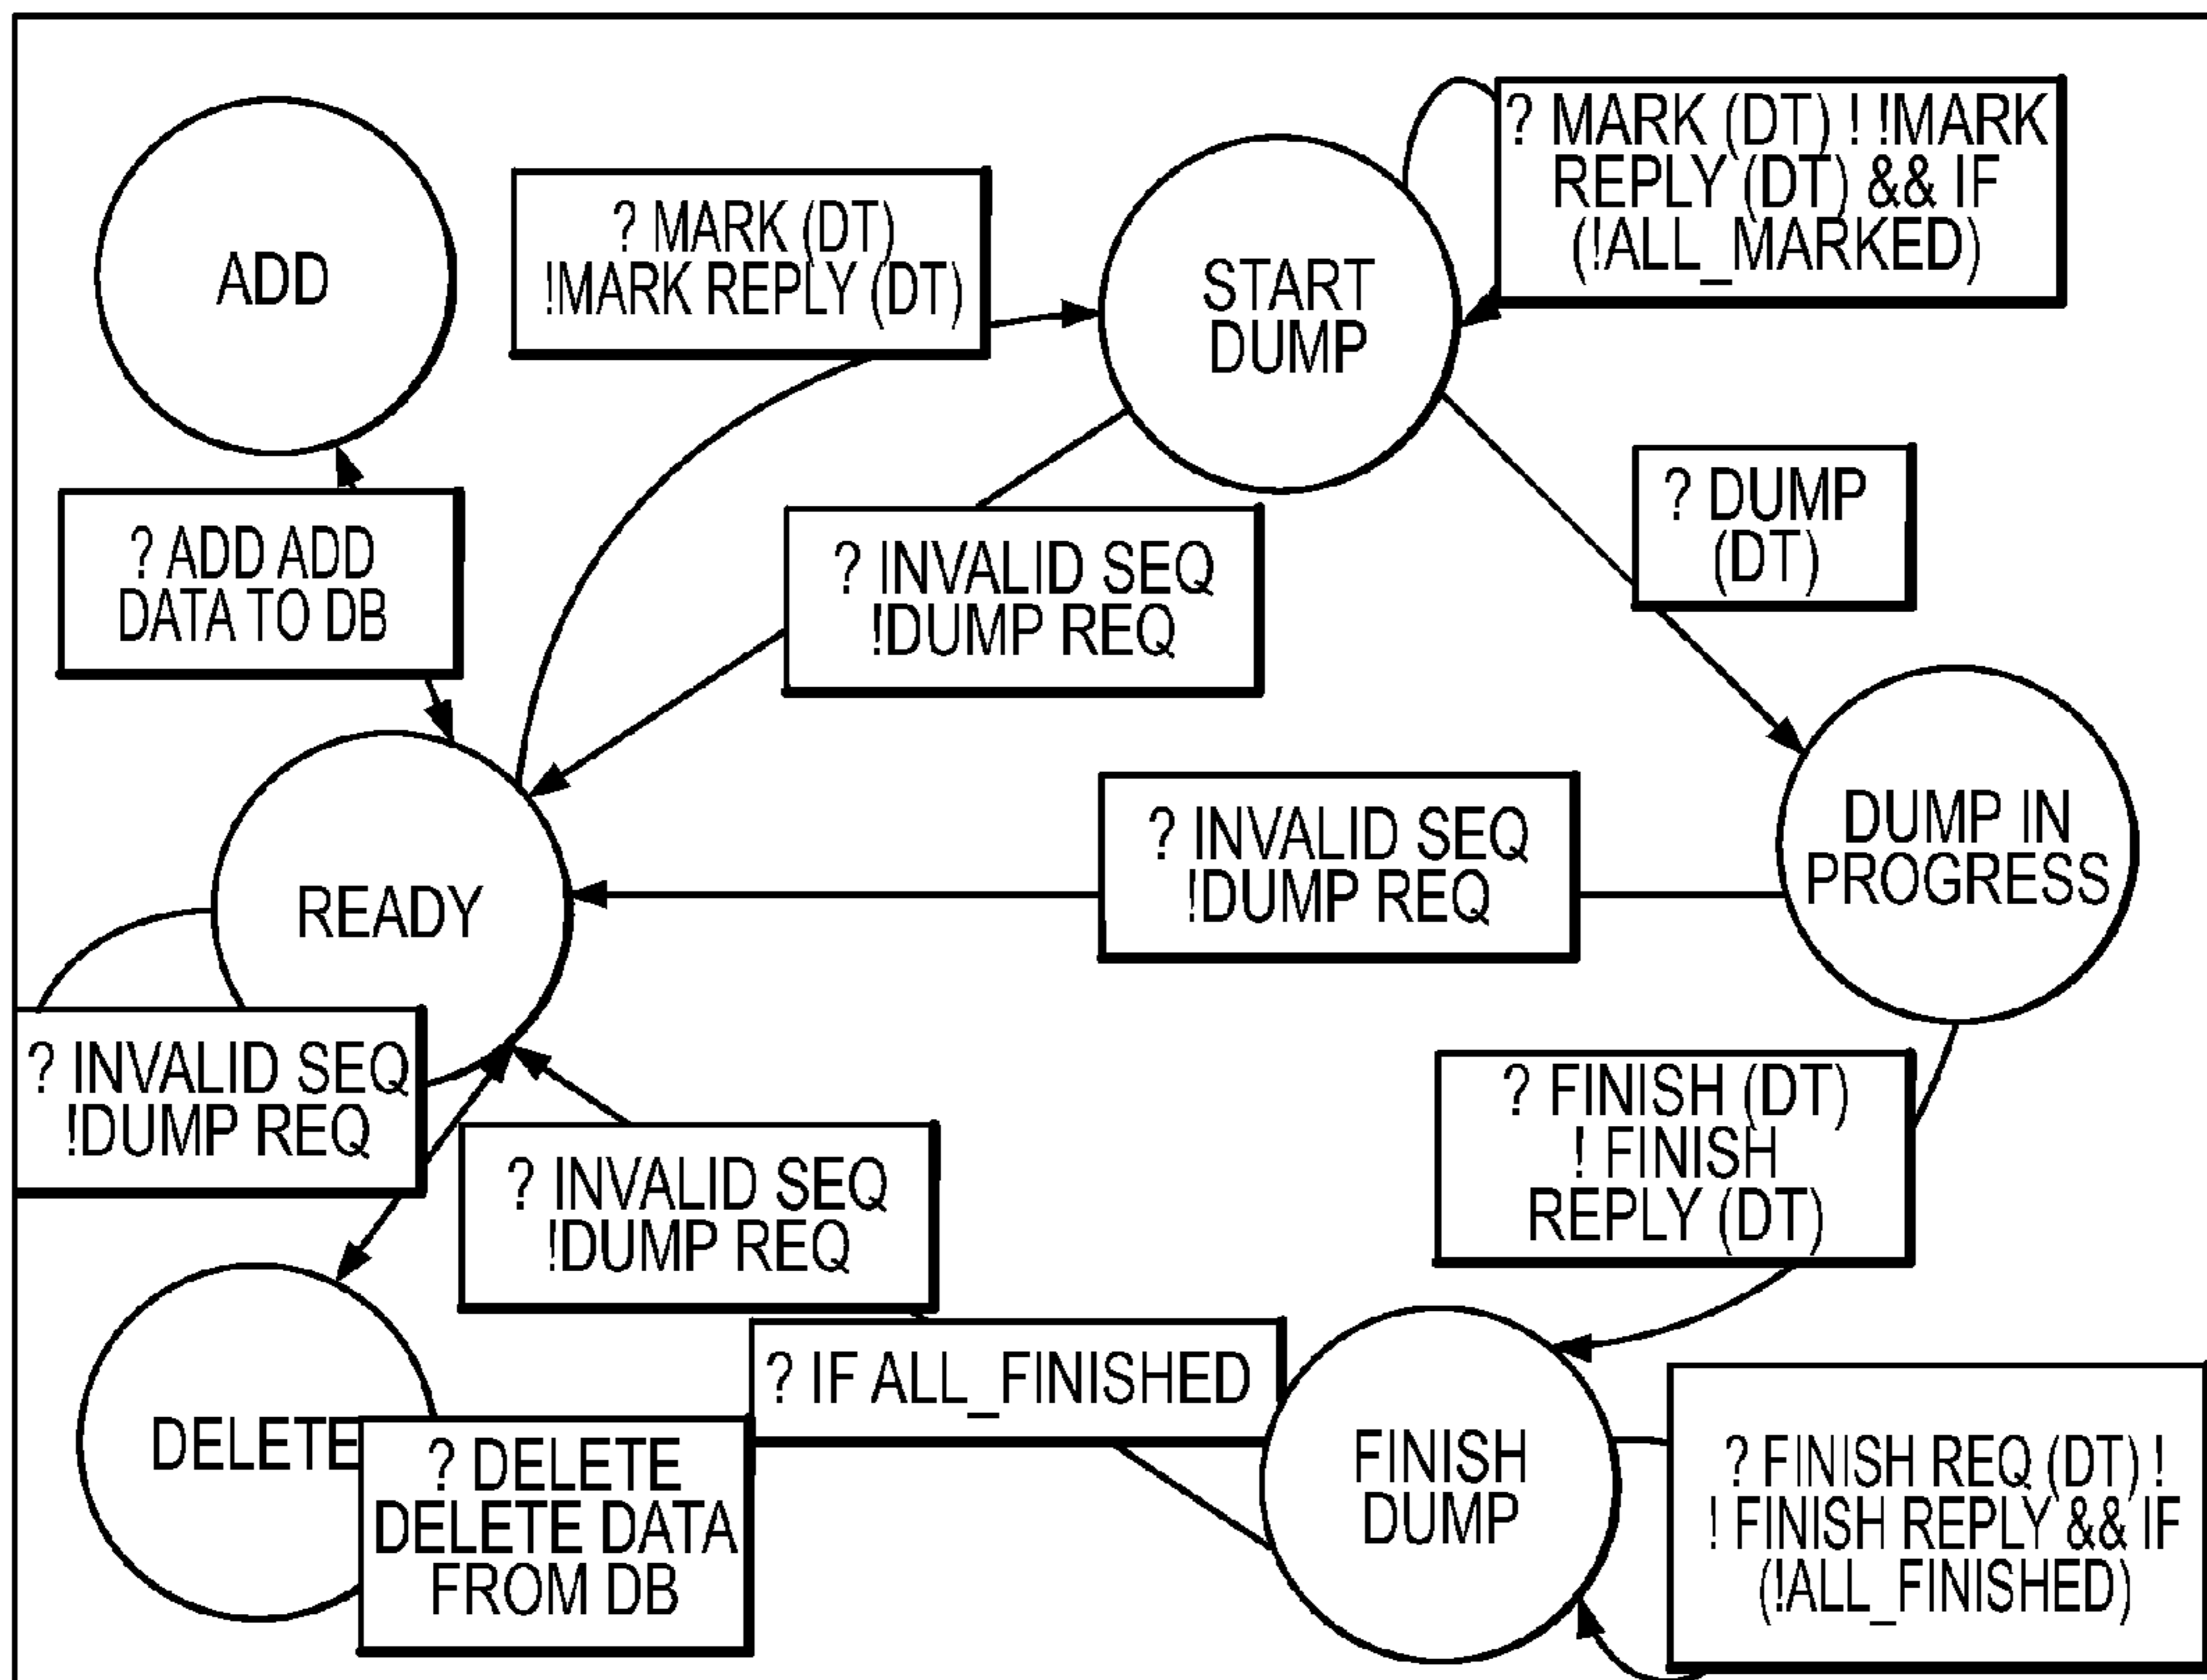 ? MARK (DT) ! !MARK
REPLY (DT) && IF
(!ALL_MARKED)
ADD
? MARK (DT)
!MARK REPLY (DT)
START
DUMP
? ADD ADD
DATA TO DB
? INVALID SEQ
!DUMP REQ
? DUMP
(DT)
READY
? INVALID SEQ
!DUMP REQ
DUMP IN
PROGRESS
? INVALID SEQ
!DUMP REQ
? INVALID SEQ
!DUMP REQ
? FINISH (DT)
! FINISH
REPLY (DT)
DELETE
? DELETE
DELETE DATA
FROM DB
? IF ALL_FINISHED
FINISH
DUMP
? FINISH REQ (DT) !
! FINISH REPLY && IF
(!ALL_FINISHED)